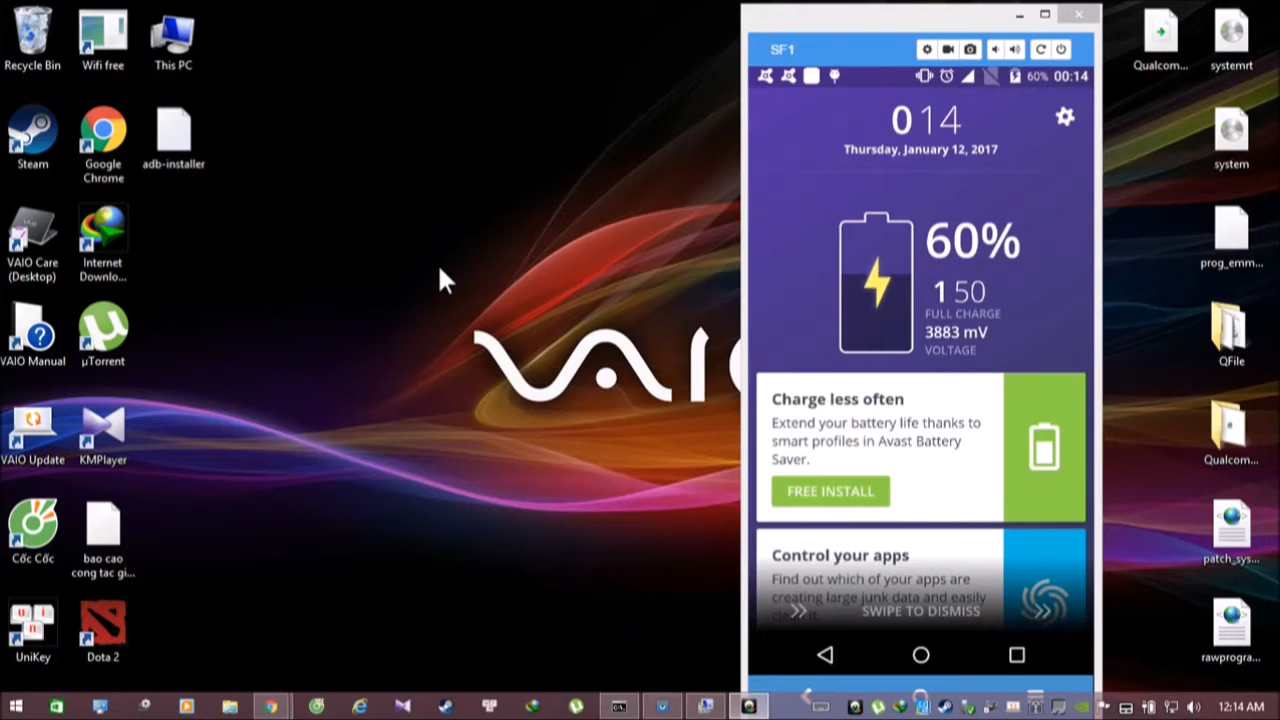 Recycle Bin
Wifi free
This PC
Steam
Google
Chrome
adb-installer
VAIO Care
(Desktop)
Internet
Downlo...
VAIO Manual
µTorrent
VAIO Update
KMPlayer
Cốc Cốc
bao cao
cong tac gi...
UniKey
Dota 2
VAIO
SF1
60% 00:14
0 14
Thursday, January 12, 2017
60%
1 50
FULL CHARGE
3883 mV
VOLTAGE
Charge less often
Extend your battery life thanks to
smart profiles in Avast Battery
Saver.
FREE INSTALL
Control your apps
Find out which of your apps are
creating large junk data and easily
SWIPE TO DISMISS
Qualcom...
systemrt
system
prog_emm...
QFile
Qualcom...
patch_sys...
rawprogra...
12:14 AM